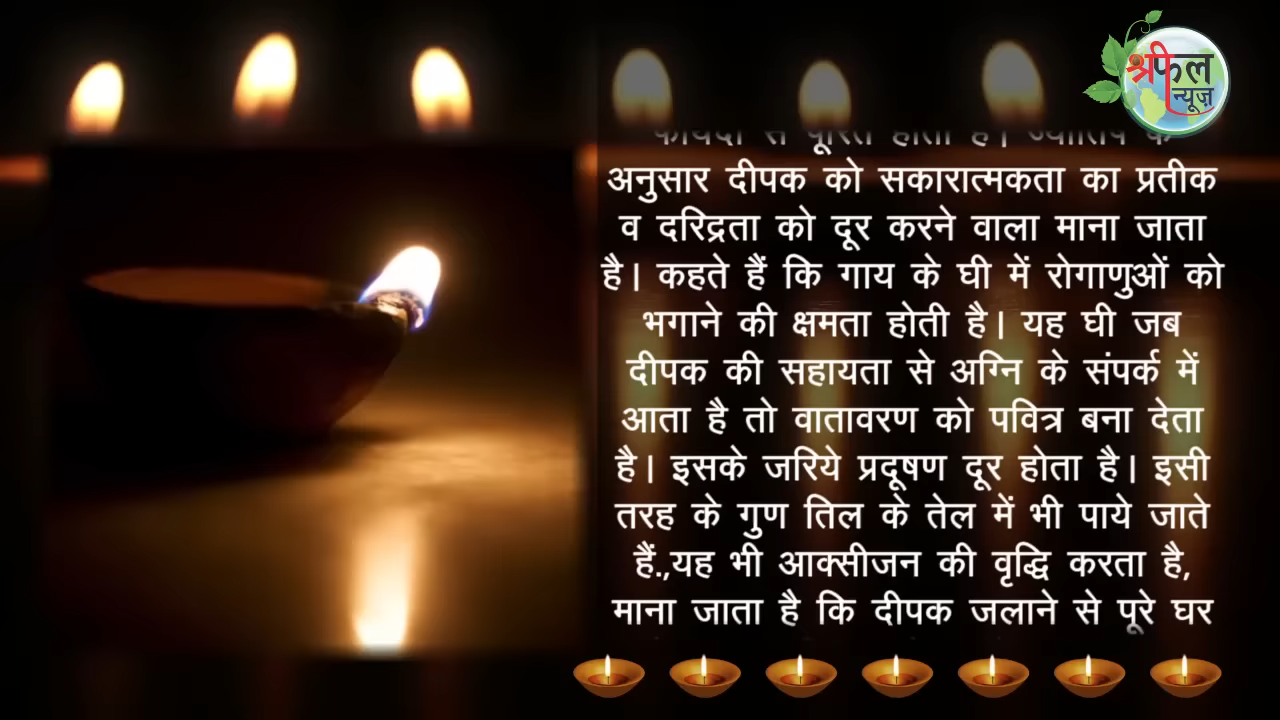 श्रीफल
न्यूज़
से पूरित होता है। ज्योतिष के
अनुसार दीपक को सकारात्मकता का प्रतीक
व दरिद्रता को दूर करने वाला माना जाता
है। कहते हैं कि गाय के घी में रोगाणुओं को
भगाने की क्षमता होती है। यह घी जब
दीपक की सहायता से अग्नि के संपर्क में
आता है तो वातावरण को पवित्र बना देता
है। इसके जरिये प्रदूषण दूर होता है। इसी
तरह के गुण तिल के तेल में भी पाये जाते
हैं.,यह भी आक्सीजन की वृद्धि करता है,
माना जाता है कि दीपक जलाने से पूरे घर